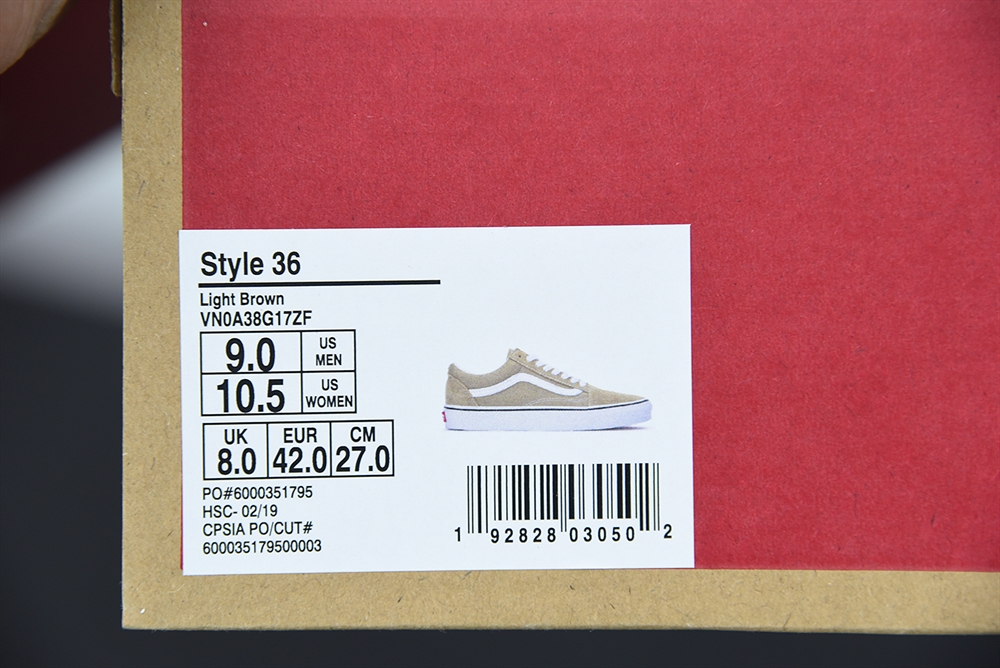 Style 36
Light Brown
VN0A38G17ZF
9.0 US MEN
10.5 US WOMEN
UK EUR CM
8.0 42.0 27.0
PO#6000351795
HSC- 02/19
CPSIA PO/CUT#
600035179500003
1 92828 03050 2